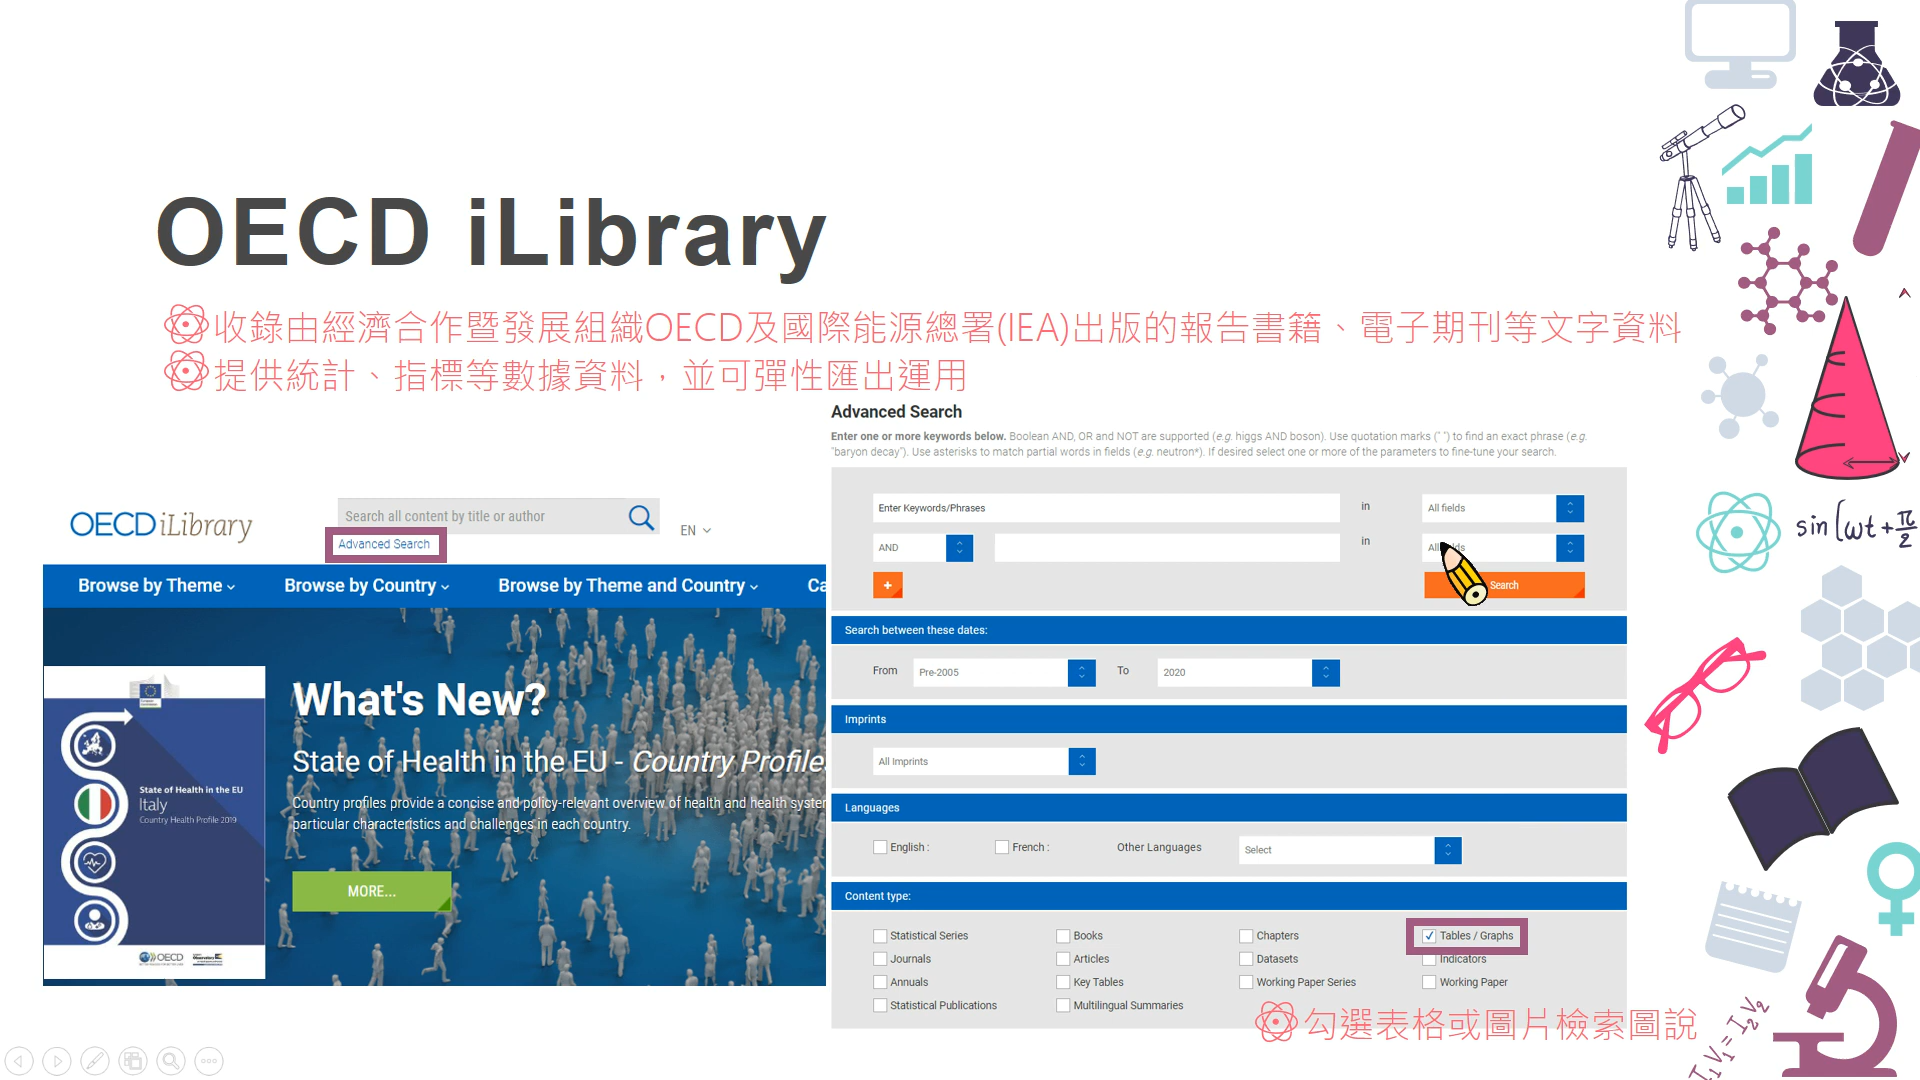 OECD iLibrary
收錄由經濟合作暨發展組織OECD及國際能源總署(IEA)出版的報告書籍、電子期刊等文字資料
提供統計、指標等數據資料，並可彈性匯出運用
OECD iLibrary
Search all content by title or author
Advanced Search
EN
Browse by Theme
Browse by Country
Browse by Theme and Country
Ca
What's New?
State of Health in the EU - Country Profile
Country profiles provide a concise and policy-relevant overview of health and health syster
particular characteristics and challenges in each country.
MORE...
State of Health in the EU
Italy
Country Health Profile 2019
OECD
Advanced Search
Enter one or more keywords below. Boolean AND, OR and NOT are supported (e.g. higgs AND boson). Use quotation marks (" ") to find an exact phrase (e.g.
"baryon decay"). Use asterisks to match partial words in fields (e.g. neutron*). If desired select one or more of the parameters to fine-tune your search.
Enter Keywords/Phrases in All fields
AND in All fields
+ Search
Search between these dates:
From Pre-2005 To 2020
Imprints
All Imprints
Languages
English : French : Other Languages Select
Content type:
Statistical Series Books Chapters Tables / Graphs
Journals Articles Datasets Indicators
Annuals Key Tables Working Paper Series Working Paper
Statistical Publications Multilingual Summaries
勾選表格或圖片檢索圖說
sin(ωt+π/2
I₁V₁=I₂V₂